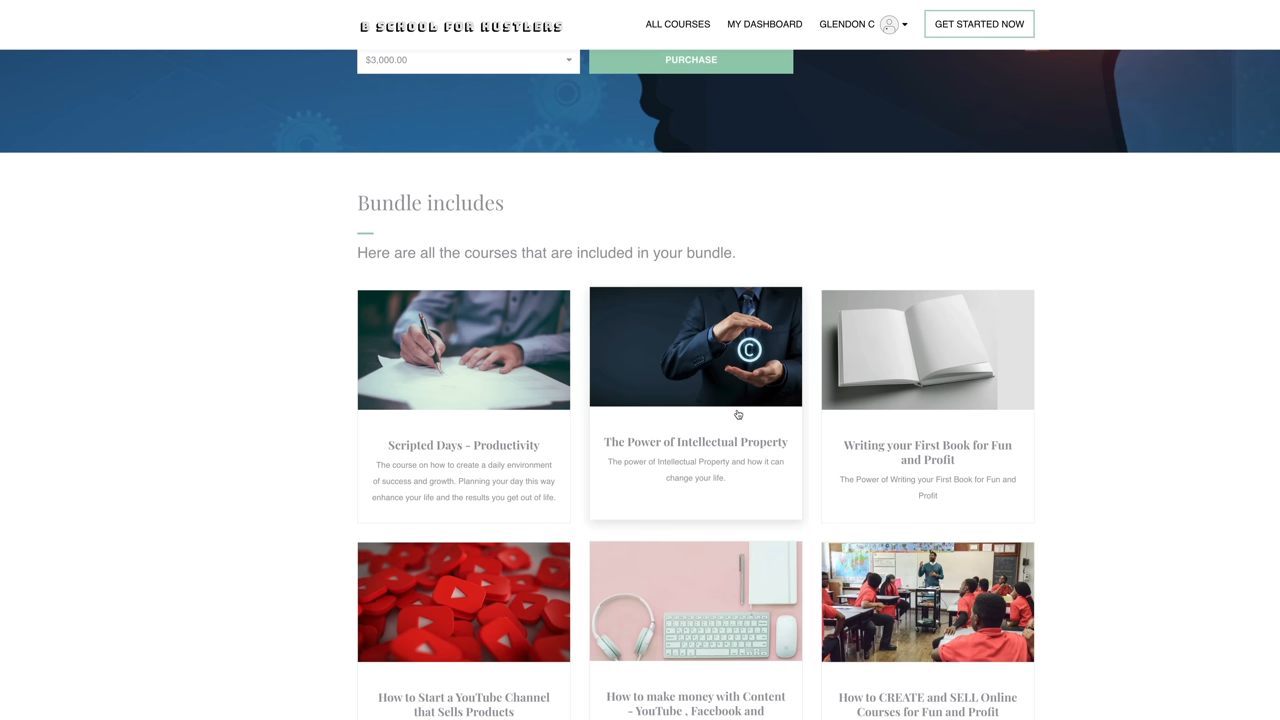 B SCHOOL FOR HUSTLERS
ALL COURSES
MY DASHBOARD
GLENDON C
GET STARTED NOW
$3,000.00
PURCHASE
Bundle includes
Here are all the courses that are included in your bundle.
Scripted Days - Productivity
The course on how to create a daily environment
of success and growth. Planning your day this way
enhance your life and the results you get out of life.
C
The Power of Intellectual Property
The power of Intellectual Property and how it can
change your life.
Writing your First Book for Fun
and Profit
The Power of Writing your First Book for Fun and
Profit
How to Start a YouTube Channel
that Sells Products
How to make money with Content
- YouTube , Facebook and
How to CREATE and SELL Online
Courses for Fun and Profit